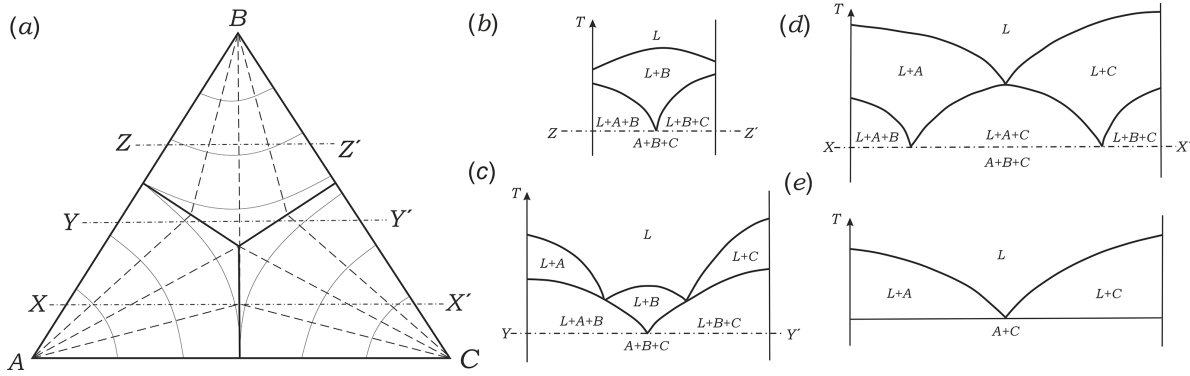 (a)
B
Z
Z´
Y
Y´
X
X´
A
C
(b)
T
L
L+B
L+A+B
L+B+C
Z
Z´
A+B+C
(c)
T
L
L+A
L+C
L+B
L+A+B
L+B+C
Y
Y´
A+B+C
(d)
T
L
L+A
L+C
L+A+B
L+A+C
L+B+C
X
X´
A+B+C
(e)
T
L
L+A
L+C
A+C